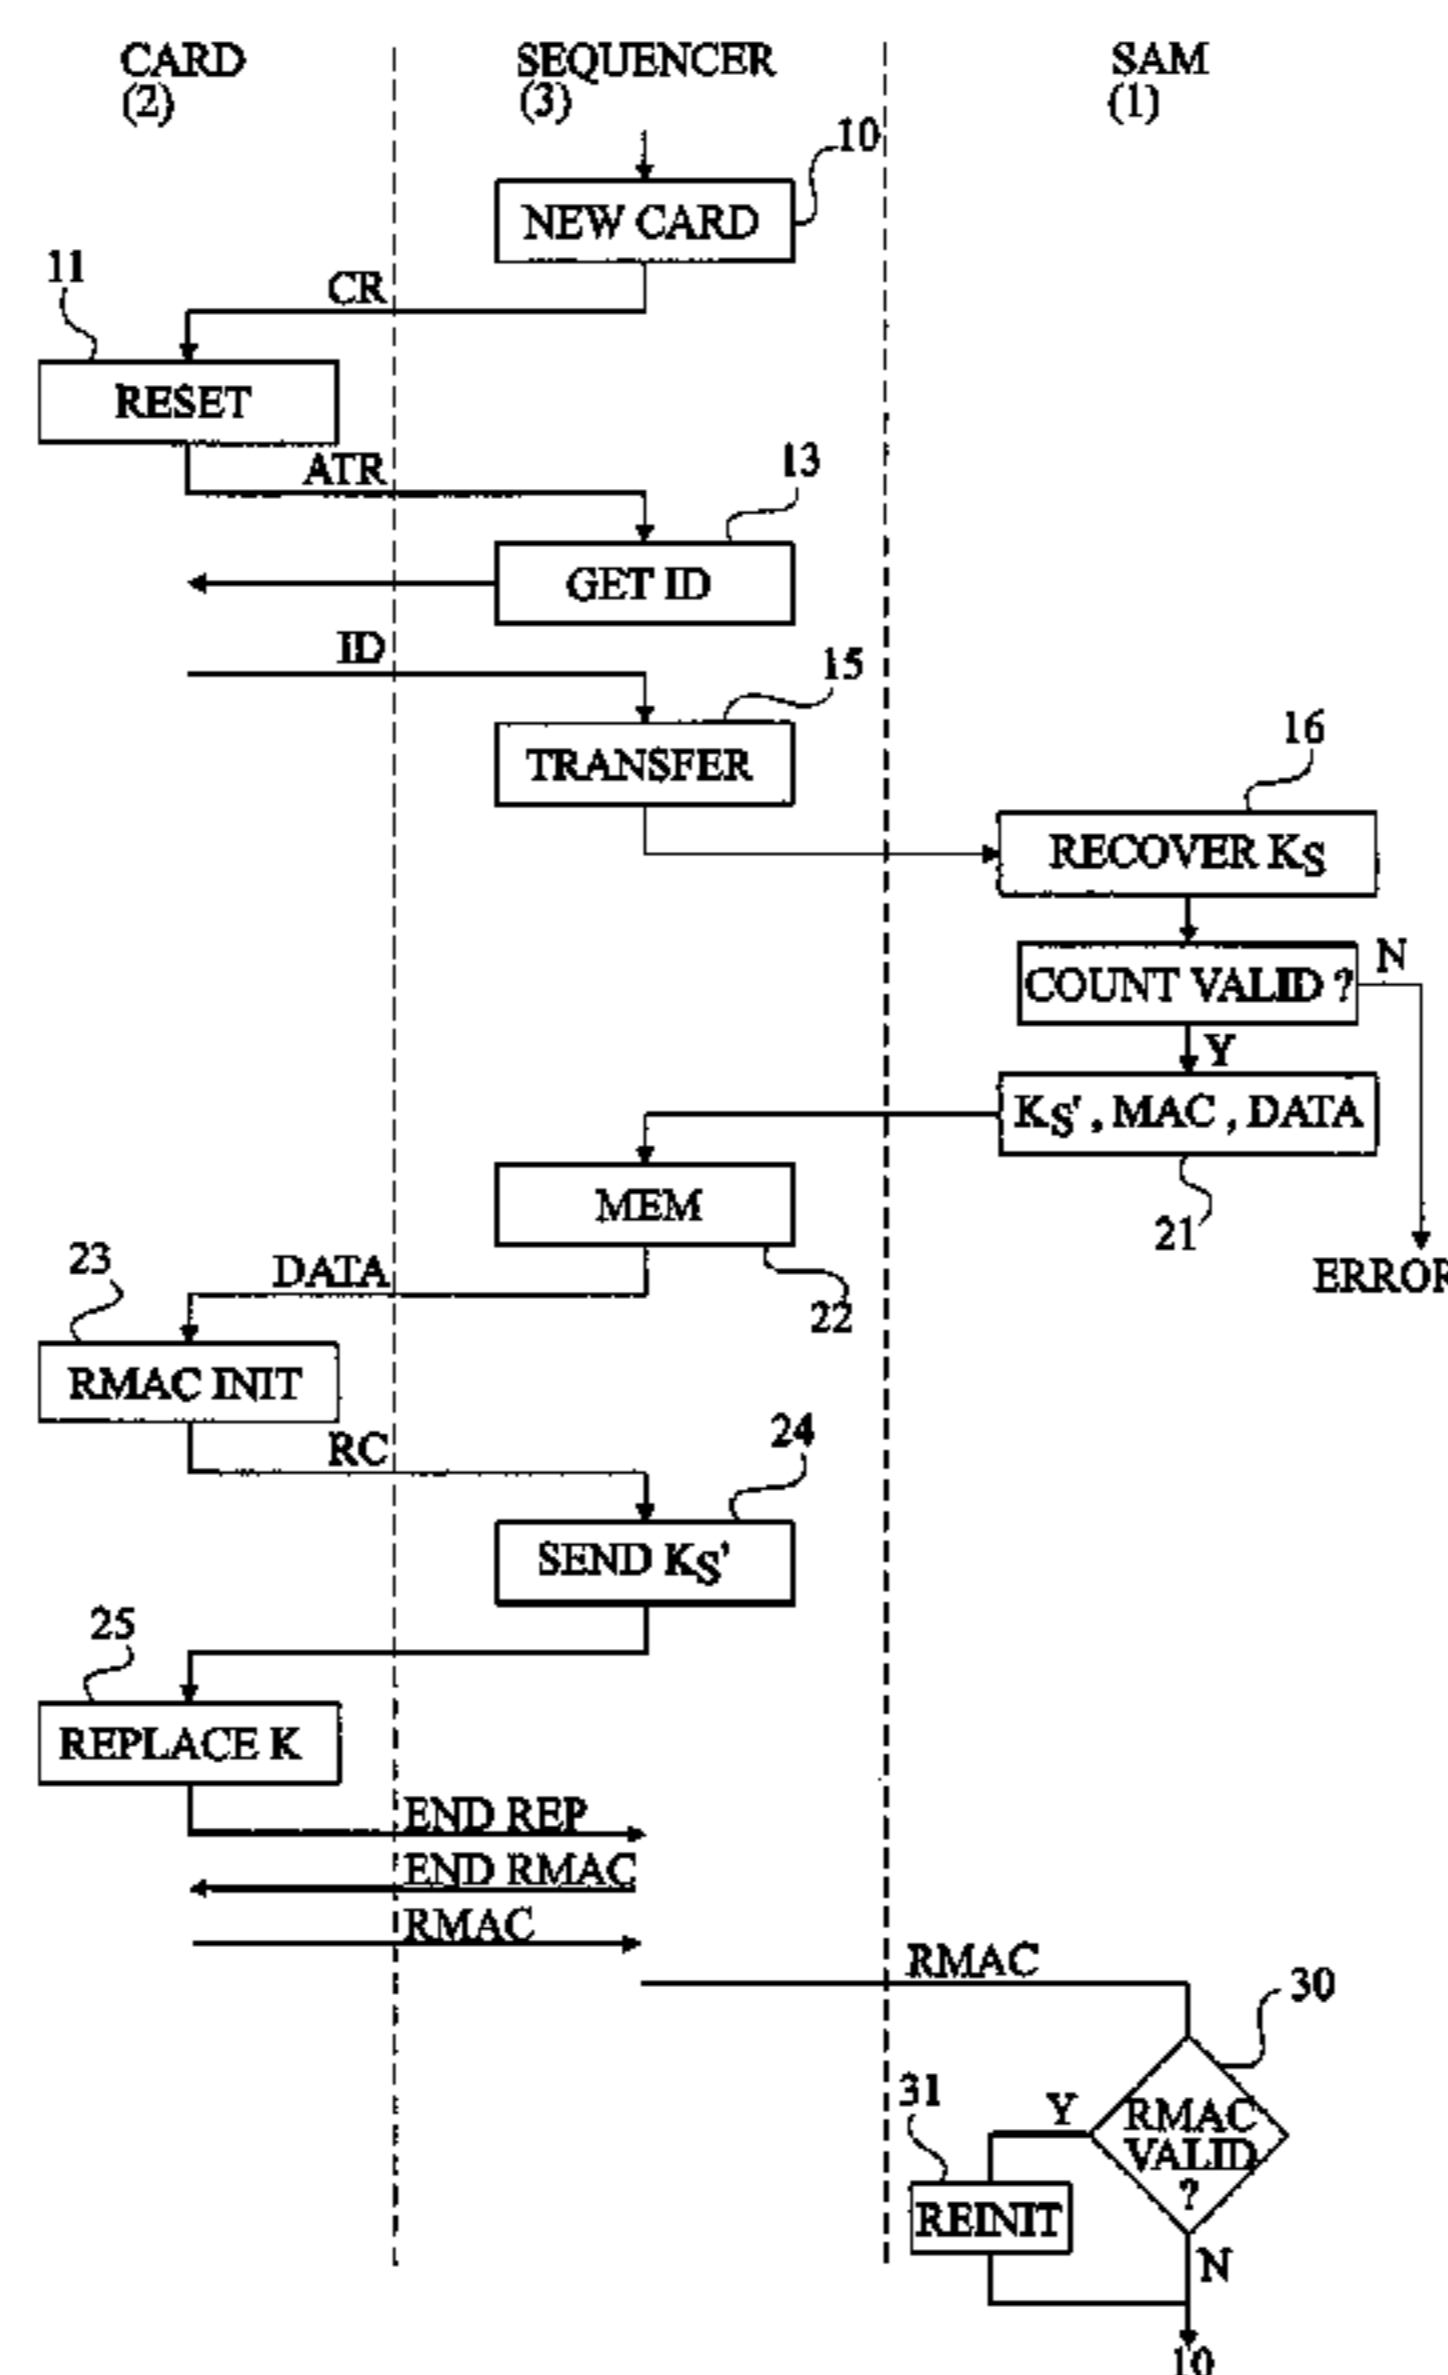 CARD
(2)
SEQUENCER
(3)
SAM
(1)
10
NEW CARD
11
CR
RESET
ATR
13
GET ID
ID
15
TRANSFER
16
RECOVER KS
COUNT VALID ?
N
Y
KS', MAC , DATA
21
ERROR
MEM
22
23
DATA
RMAC INIT
RC
24
SEND KS'
25
REPLACE K
END REP
END RMAC
RMAC
RMAC
30
31
Y
RMAC
VALID
?
REINIT
N
10